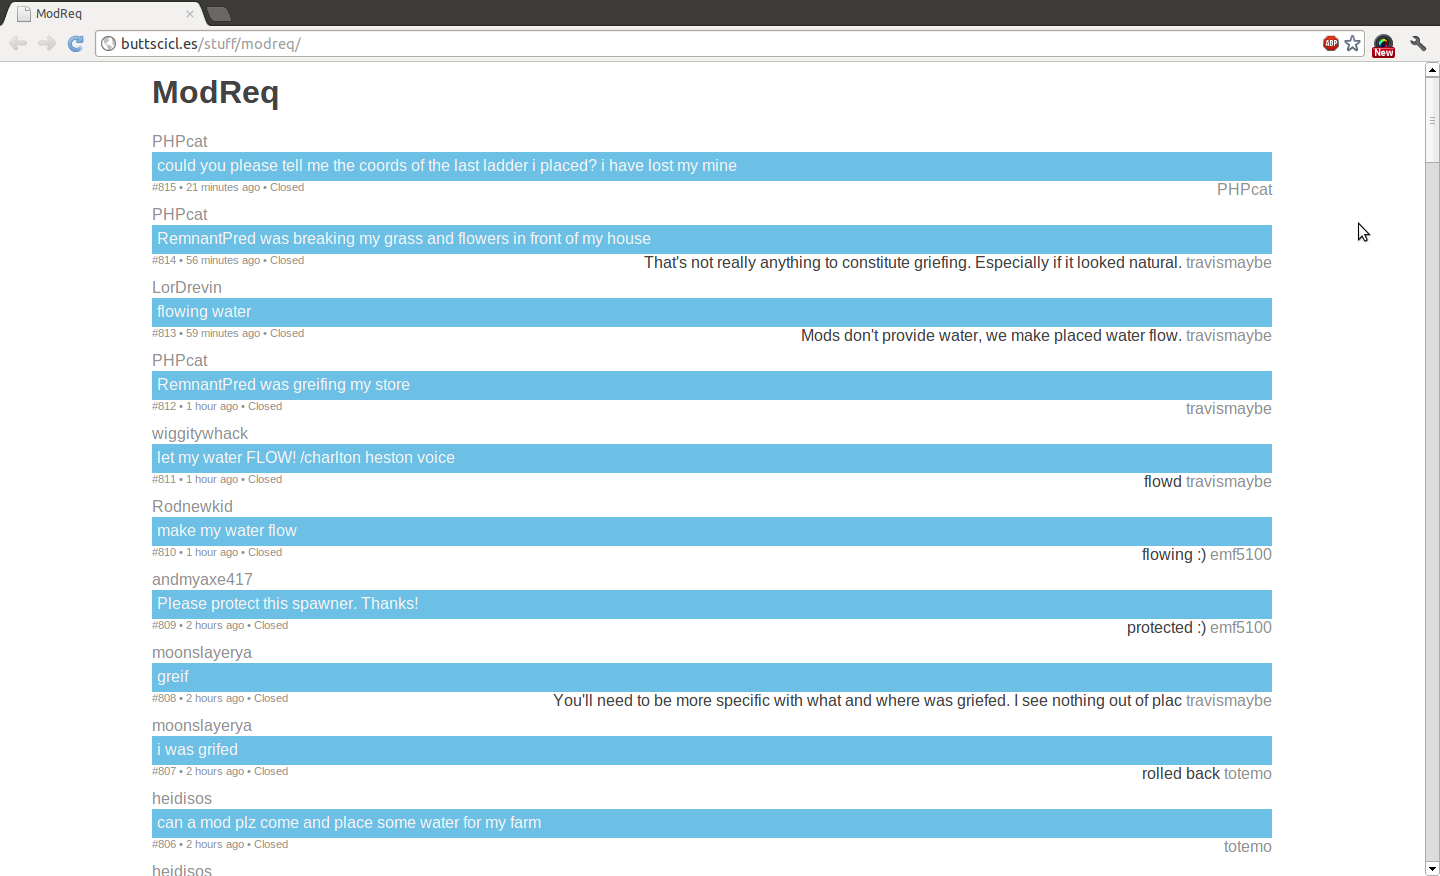 ModReq
buttscicl.es/stuff/modreq/
ABP
New
ModReq
PHPcat
could you please tell me the coords of the last ladder i placed? i have lost my mine
#815 • 21 minutes ago • Closed
PHPcat
PHPcat
RemnantPred was breaking my grass and flowers in front of my house
#814 • 56 minutes ago • Closed
That's not really anything to constitute griefing. Especially if it looked natural. travismaybe
LorDrevin
flowing water
#813 • 59 minutes ago • Closed
Mods don't provide water, we make placed water flow. travismaybe
PHPcat
RemnantPred was greifing my store
#812 • 1 hour ago • Closed
travismaybe
wiggitywhack
let my water FLOW! /charlton heston voice
#811 • 1 hour ago • Closed
flowd travismaybe
Rodnewkid
make my water flow
#810 • 1 hour ago • Closed
flowing :) emf5100
andmyaxe417
Please protect this spawner. Thanks!
#809 • 2 hours ago • Closed
protected :) emf5100
moonslayerya
greif
#808 • 2 hours ago • Closed
You'll need to be more specific with what and where was griefed. I see nothing out of plac travismaybe
moonslayerya
i was grifed
#807 • 2 hours ago • Closed
rolled back totemo
heidisos
can a mod plz come and place some water for my farm
#806 • 2 hours ago • Closed
totemo
heidisos